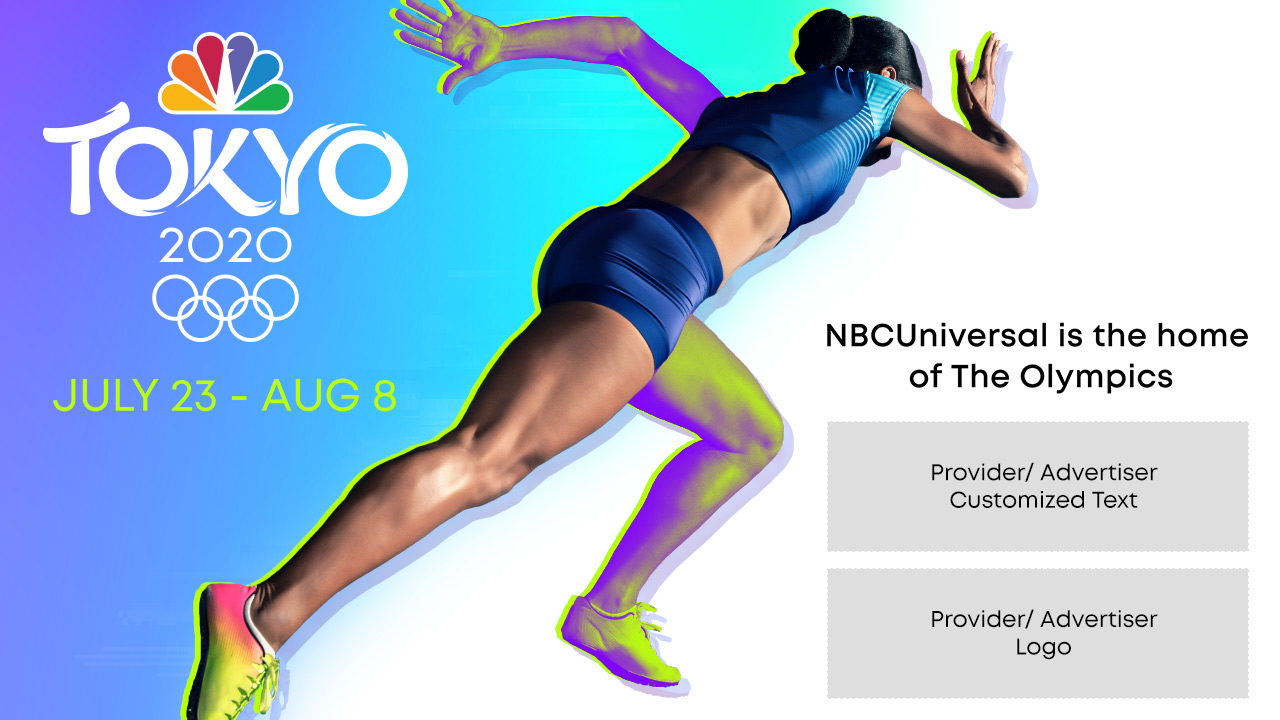 TOKYO
2020
JULY 23 - AUG 8
NBCUniversal is the home
of The Olympics
Provider/ Advertiser
Customized Text
Provider/ Advertiser
Logo